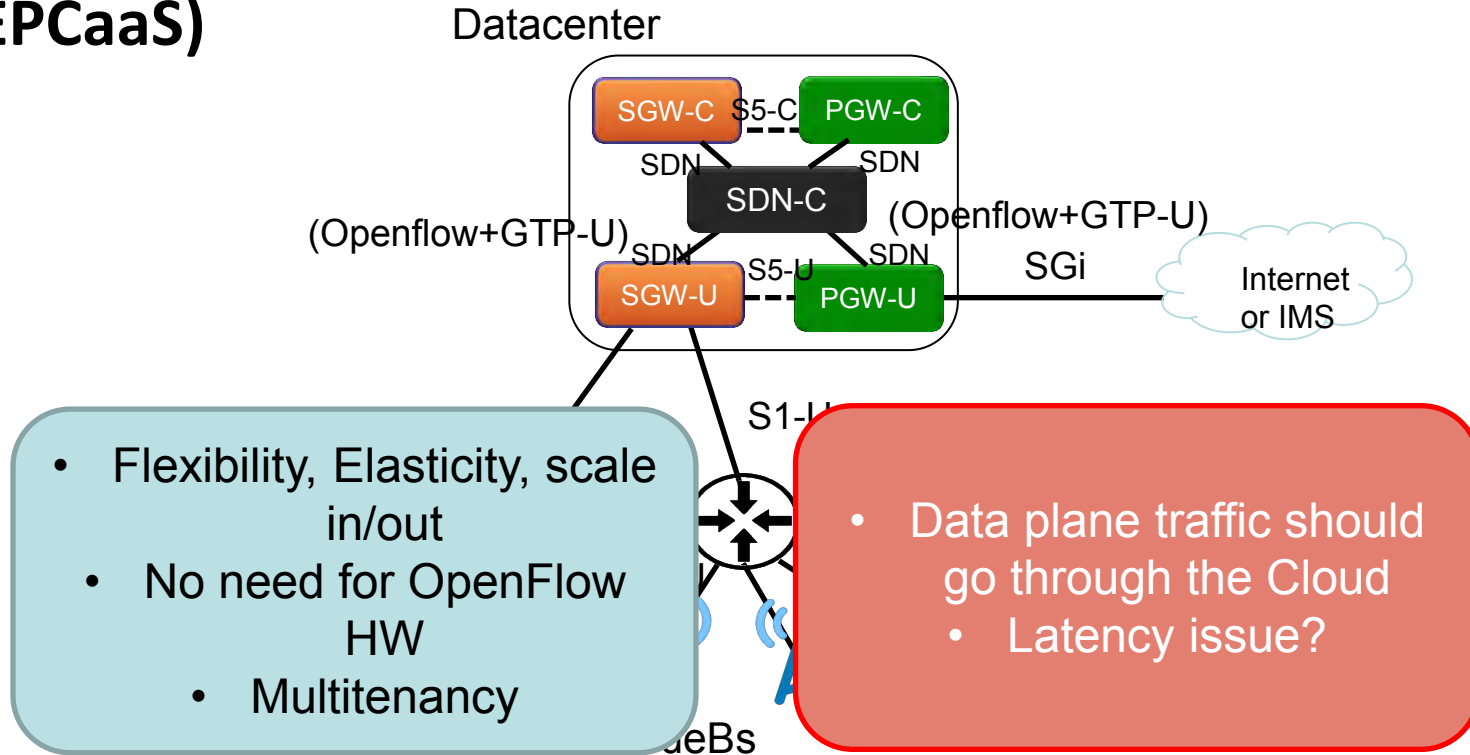 EPCaaS)
Datacenter
SGW-C
S5-C
PGW-C
SDN
SDN
SDN-C
(Openflow+GTP-U)
(Openflow+GTP-U)
SDN
SDN
S5-U
SGi
SGW-U
PGW-U
Internet
or IMS
S1-U
• Flexibility, Elasticity, scale
in/out
• No need for OpenFlow
HW
• Multitenancy
• Data plane traffic should
go through the Cloud
• Latency issue?
eBs